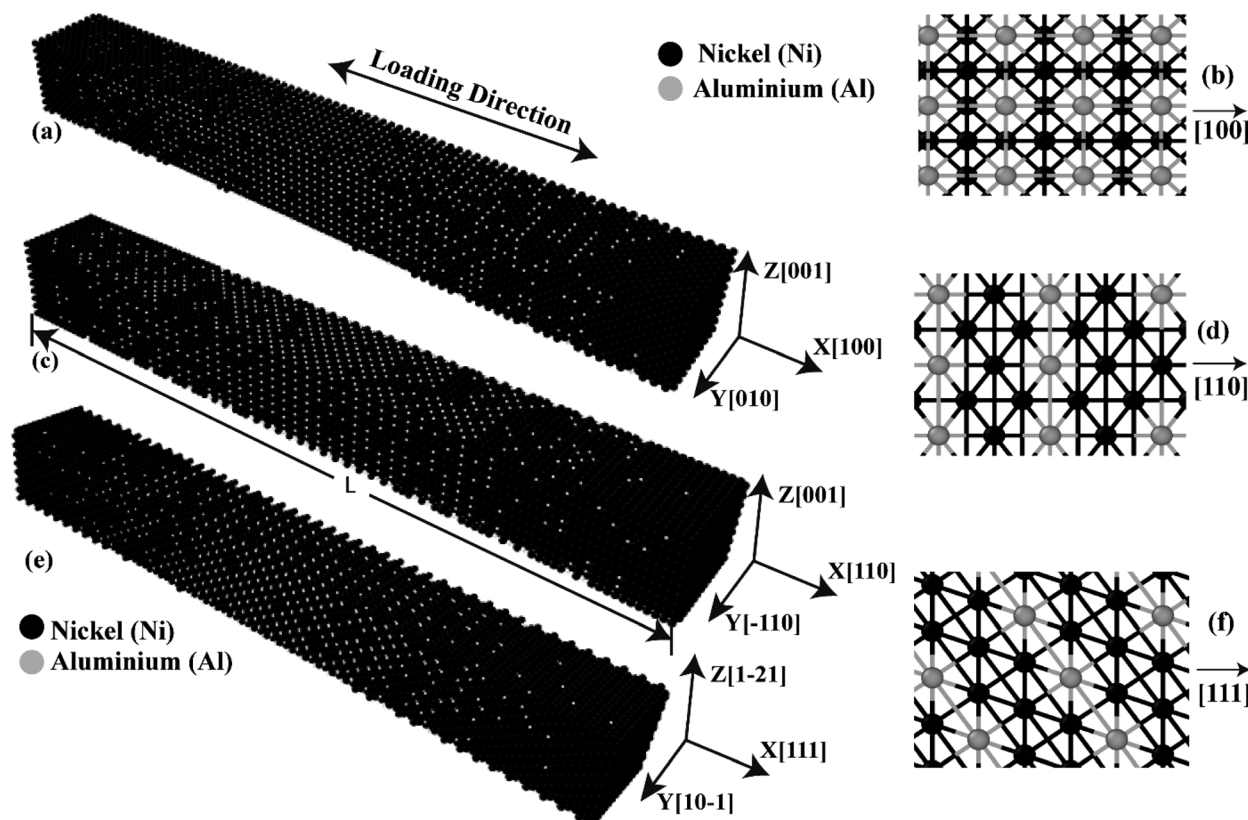 Loading Direction
Nickel (Ni)
Aluminium (Al)
(a)
(b)
[100]
Z[001]
X[100]
Y[010]
(c)
L
(d)
[110]
Z[001]
X[110]
Y[-110]
(e)
Nickel (Ni)
Aluminium (Al)
Z[1-21]
X[111]
Y[10-1]
(f)
[111]